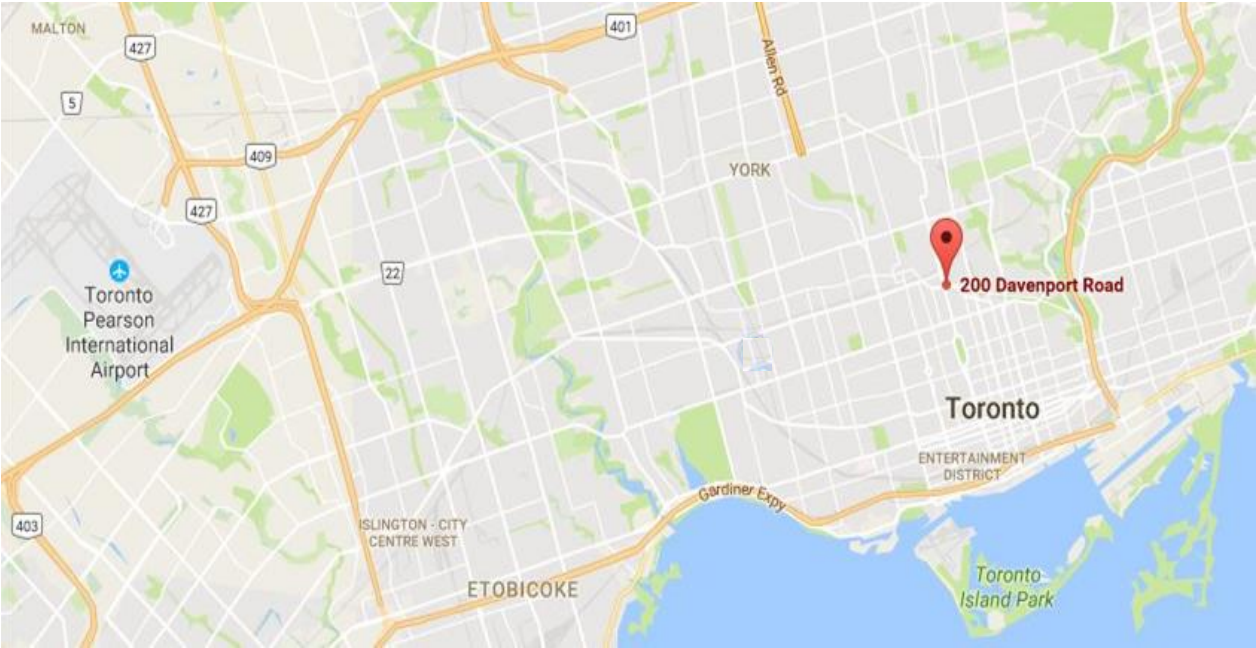 MALTON
427
401
Allen Rd
5
409
YORK
427
22
Toronto
Pearson
International
Airport
200 Davenport Road
Toronto
ENTERTAINMENT
DISTRICT
Gardiner Expy
403
ISLINGTON - CITY
CENTRE WEST
ETOBICOKE
Toronto
Island Park